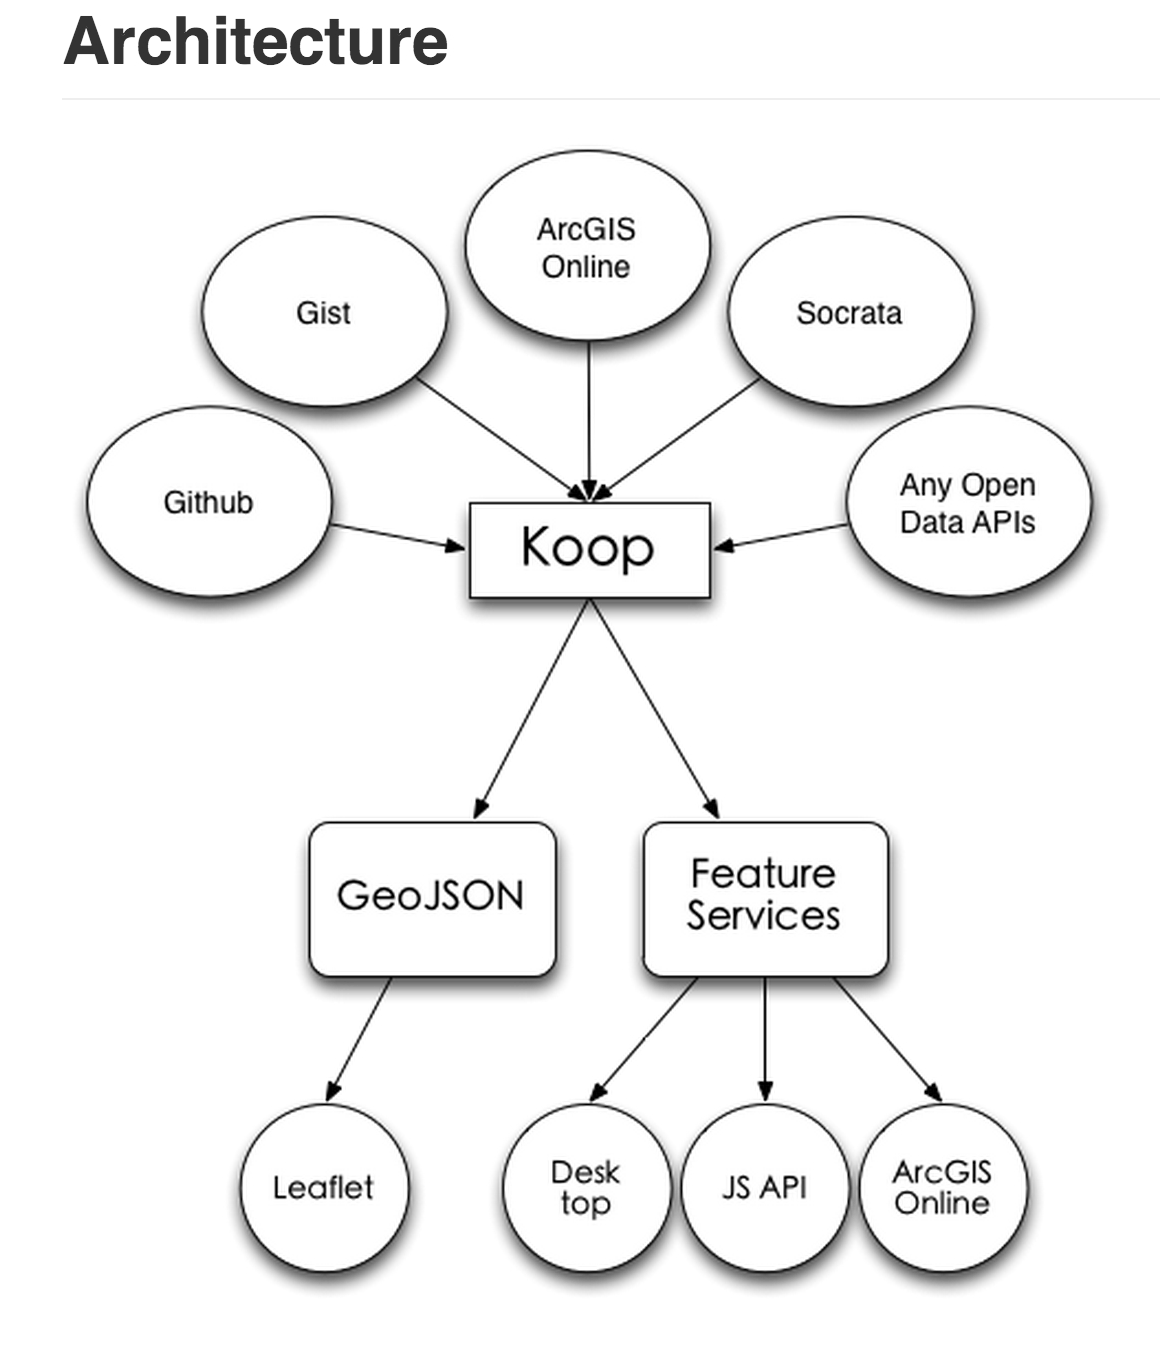 Architecture
ArcGIS
Online
Gist
Socrata
Github
Any Open
Data APIs
Koop
GeoJSON
Feature
Services
Leaflet
Desk
top
JS API
ArcGIS
Online